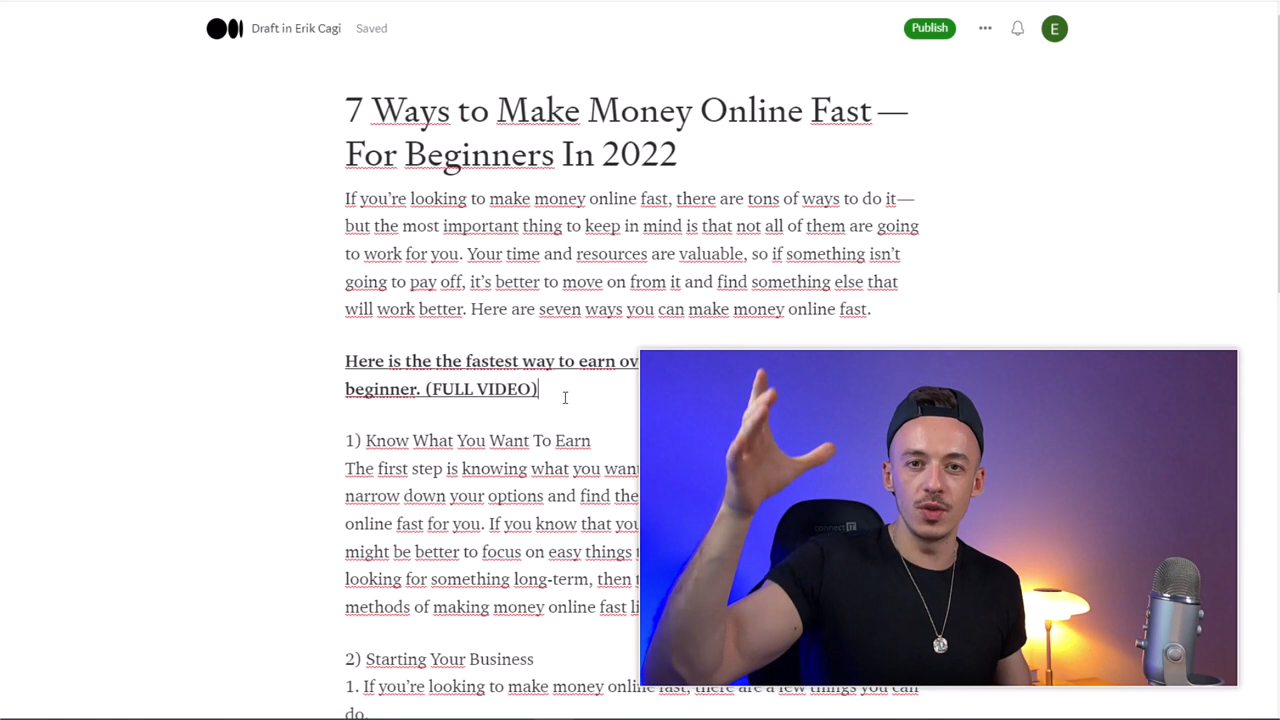 Draft in Erik Cagi Saved
Publish
E
7 Ways to Make Money Online Fast —
For Beginners In 2022
If you're looking to make money online fast, there are tons of ways to do it—
but the most important thing to keep in mind is that not all of them are going
to work for you. Your time and resources are valuable, so if something isn't
going to pay off, it's better to move on from it and find something else that
will work better. Here are seven ways you can make money online fast.
Here is the the fastest way to earn ov
beginner. (FULL VIDEO)
1) Know What You Want To Earn
The first step is knowing what you want
narrow down your options and find the
online fast for you. If you know that you
might be better to focus on easy things
looking for something long-term, then
methods of making money online fast li
connect IT
2) Starting Your Business
1. If you're looking to make money online fast, there are a few things you can
do.